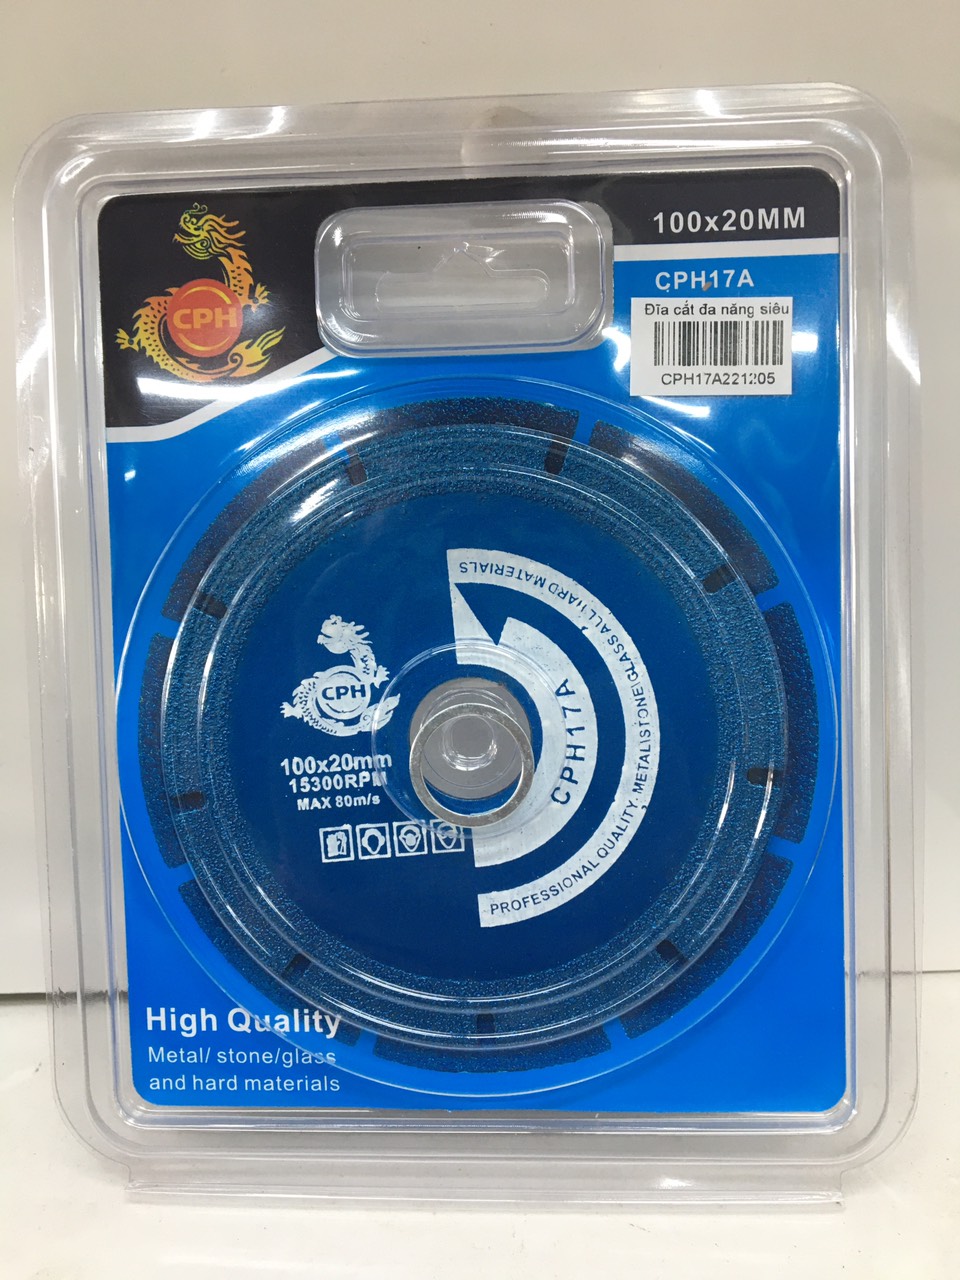 CPH
100x20MM
CPH17A
Đĩa cắt đa năng siêu
CPH17A221205
CPH
100x20mm
15300RPM
MAX 80m/s
CPH17A
PROFESSIONAL QUALITY: METAL|STONE|GLASS ALL HARD MATERIALS
High Quality
Metal/ stone/glass
and hard materials